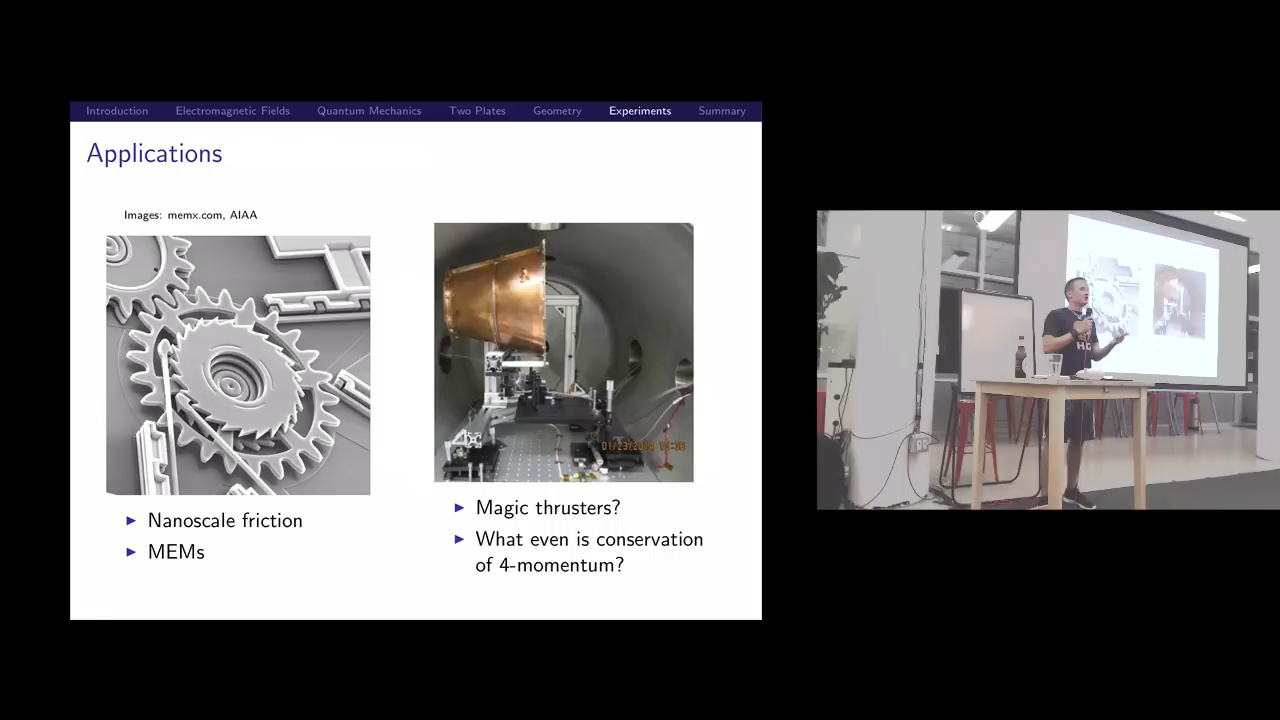 Introduction Electromagnetic Fields Quantum Mechanics Two Plates Geometry Experiments Summary
Applications
Images: memx.com, AIAA
Nanoscale friction
MEMs
Magic thrusters?
What even is conservation
of 4-momentum?